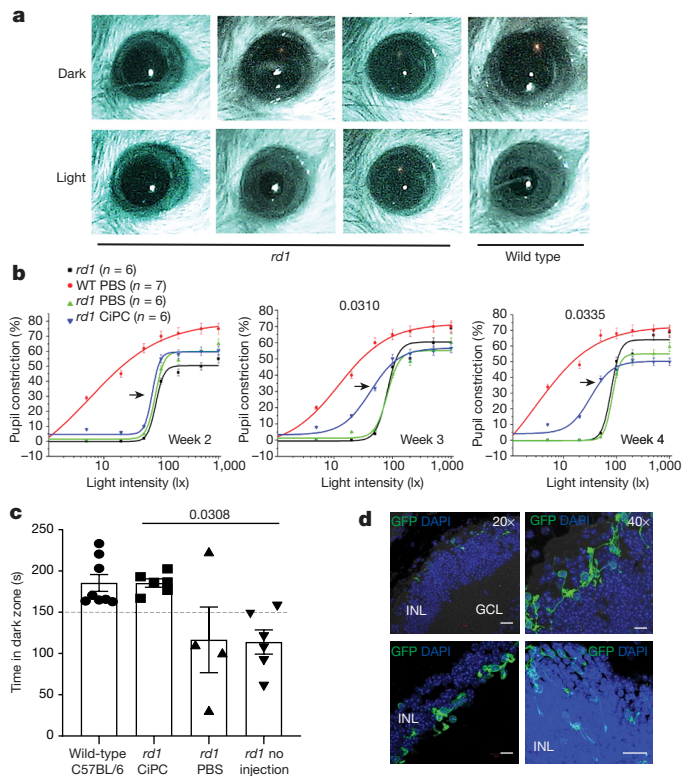 a
Dark
Light
rd1
Wild type
b
rd1 (n = 6)
WT PBS (n = 7)
rd1 PBS (n = 6)
rd1 CiPC (n = 6)
Pupil constriction (%)
80
70
60
50
40
30
20
10
0
−10
Week 2
10
100
1,000
Light intensity (lx)
0.0310
Pupil constriction (%)
80
70
60
50
40
30
20
10
0
−10
Week 3
10
100
1,000
Light intensity (lx)
0.0335
Pupil constriction (%)
80
70
60
50
40
30
20
10
0
−10
Week 4
10
100
1,000
Light intensity (lx)
c
0.0308
Time in dark zone (s)
250
200
150
100
50
0
Wild-type
C57BL/6
rd1
CiPC
rd1
PBS
rd1 no
injection
d
GFP DAPI 20×
INL GCL
GFP DAPI 40×
GFP DAPI
INL
GFP DAPI
INL